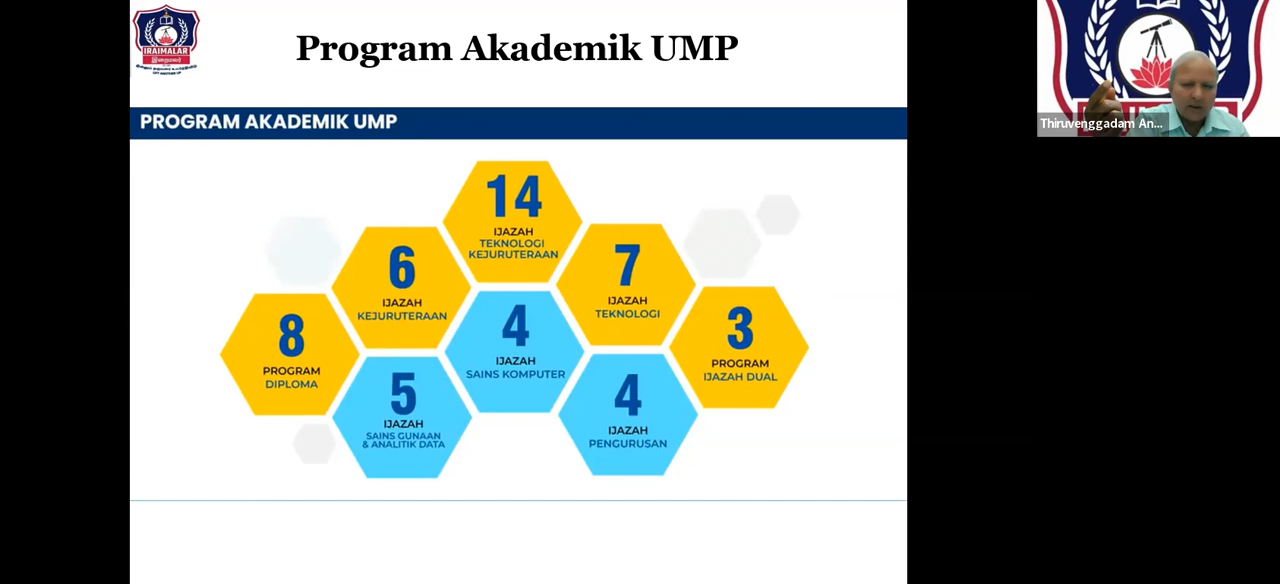 IRAIMALAR
இறைமலர்
Program Akademik UMP
PROGRAM AKADEMIK UMP
14
IJAZAH
TEKNOLOGI
KEJURUTERAAN
6
IJAZAH
KEJURUTERAAN
7
IJAZAH
TEKNOLOGI
8
PROGRAM
DIPLOMA
4
IJAZAH
SAINS KOMPUTER
3
PROGRAM
IJAZAH DUAL
5
IJAZAH
SAINS GUNAAN
& ANALITIK DATA
4
IJAZAH
PENGURUSAN
Thiruvenggadam An...